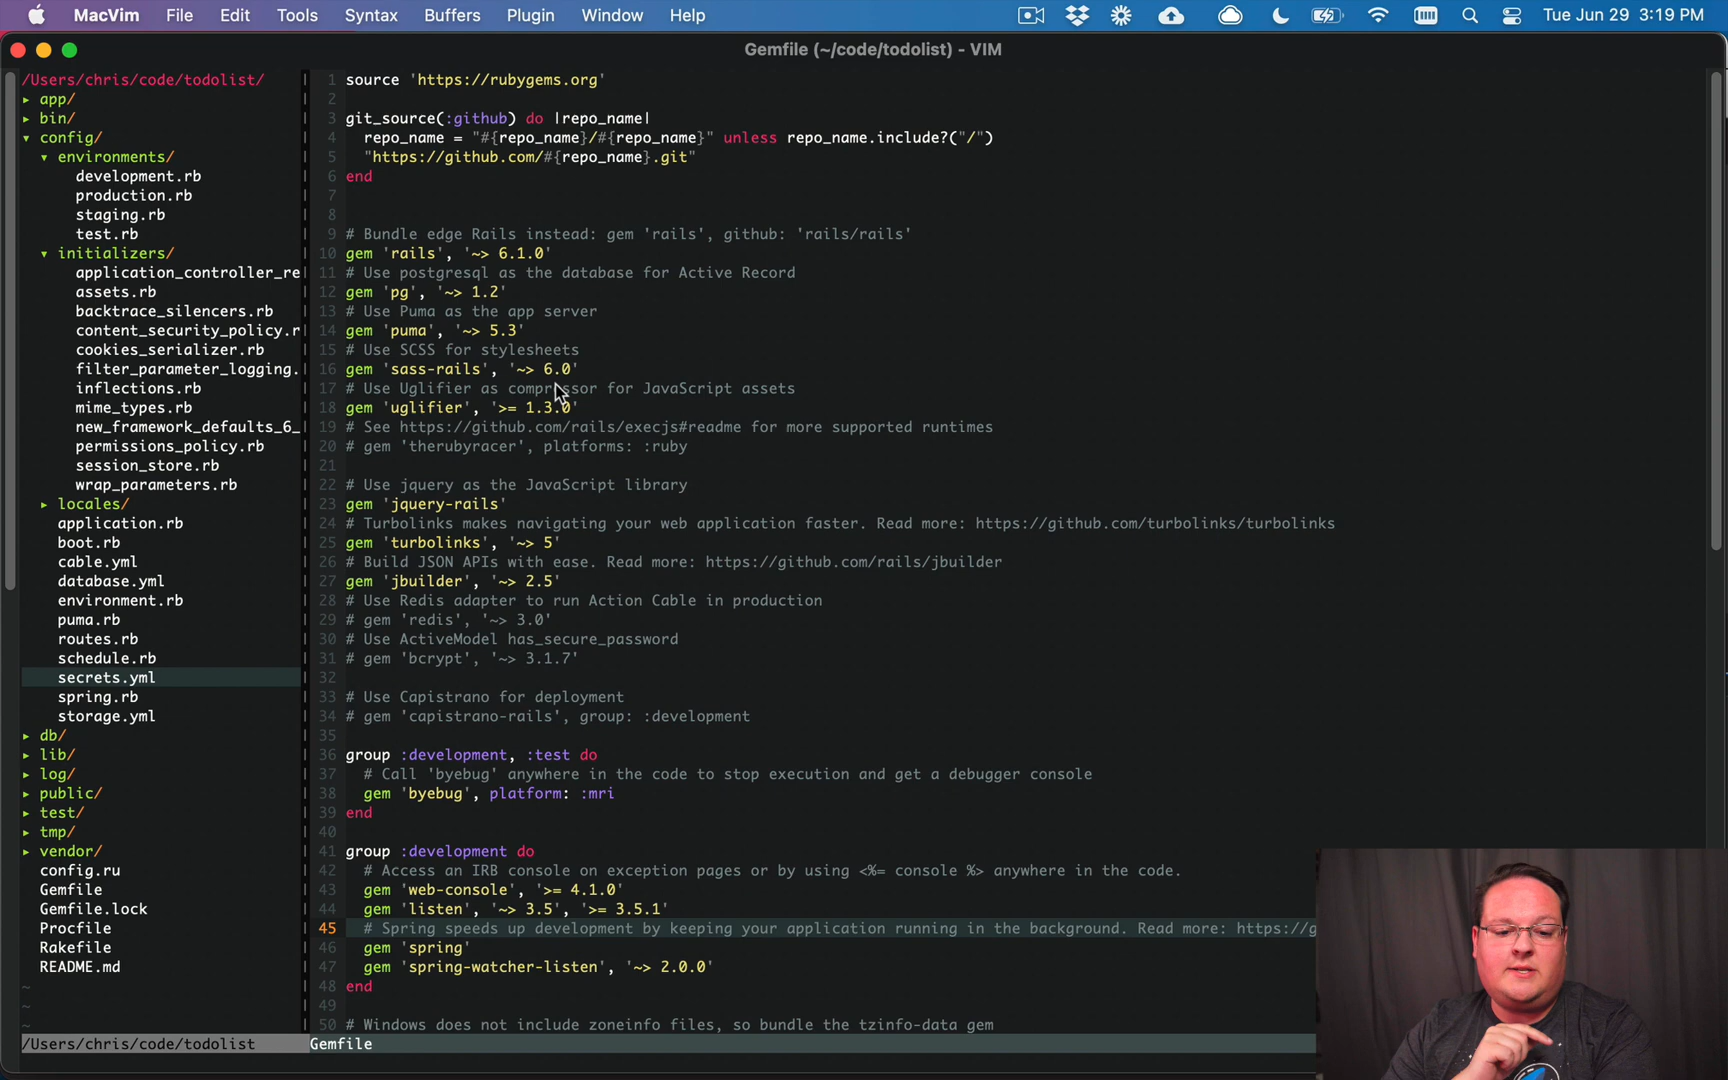 MacVim File Edit Tools Syntax Buffers Plugin Window Help Tue Jun 29 3:19 PM
Gemfile (~/code/todolist) - VIM
/Users/chris/code/todolist/
▸ app/
▸ bin/
▾ config/
▾ environments/
development.rb
production.rb
staging.rb
test.rb
▾ initializers/
application_controller_re
assets.rb
backtrace_silencers.rb
content_security_policy.r
cookies_serializer.rb
filter_parameter_logging.
inflections.rb
mime_types.rb
new_framework_defaults_6_
permissions_policy.rb
session_store.rb
wrap_parameters.rb
▸ locales/
application.rb
boot.rb
cable.yml
database.yml
environment.rb
puma.rb
routes.rb
schedule.rb
secrets.yml
spring.rb
storage.yml
▸ db/
▸ lib/
▸ log/
▸ public/
▸ test/
▸ tmp/
▸ vendor/
config.ru
Gemfile
Gemfile.lock
Procfile
Rakefile
README.md
~
~
~
/Users/chris/code/todolist
1 source 'https://rubygems.org'
2
3 git_source(:github) do |repo_name|
4 repo_name = "#{repo_name}/#{repo_name}" unless repo_name.include?("/")
5 "https://github.com/#{repo_name}.git"
6 end
7
8
9 # Bundle edge Rails instead: gem 'rails', github: 'rails/rails'
10 gem 'rails', '~> 6.1.0'
11 # Use postgresql as the database for Active Record
12 gem 'pg', '~> 1.2'
13 # Use Puma as the app server
14 gem 'puma', '~> 5.3'
15 # Use SCSS for stylesheets
16 gem 'sass-rails', '~> 6.0'
17 # Use Uglifier as compressor for JavaScript assets
18 gem 'uglifier', '>= 1.3.0'
19 # See https://github.com/rails/execjs#readme for more supported runtimes
20 # gem 'therubyracer', platforms: :ruby
21
22 # Use jquery as the JavaScript library
23 gem 'jquery-rails'
24 # Turbolinks makes navigating your web application faster. Read more: https://github.com/turbolinks/turbolinks
25 gem 'turbolinks', '~> 5'
26 # Build JSON APIs with ease. Read more: https://github.com/rails/jbuilder
27 gem 'jbuilder', '~> 2.5'
28 # Use Redis adapter to run Action Cable in production
29 # gem 'redis', '~> 3.0'
30 # Use ActiveModel has_secure_password
31 # gem 'bcrypt', '~> 3.1.7'
32
33 # Use Capistrano for deployment
34 # gem 'capistrano-rails', group: :development
35
36 group :development, :test do
37 # Call 'byebug' anywhere in the code to stop execution and get a debugger console
38 gem 'byebug', platform: :mri
39 end
40
41 group :development do
42 # Access an IRB console on exception pages or by using <%= console %> anywhere in the code.
43 gem 'web-console', '>= 4.1.0'
44 gem 'listen', '~> 3.5', '>= 3.5.1'
45 # Spring speeds up development by keeping your application running in the background. Read more: https://g
46 gem 'spring'
47 gem 'spring-watcher-listen', '~> 2.0.0'
48 end
49
50 # Windows does not include zoneinfo files, so bundle the tzinfo-data gem
Gemfile